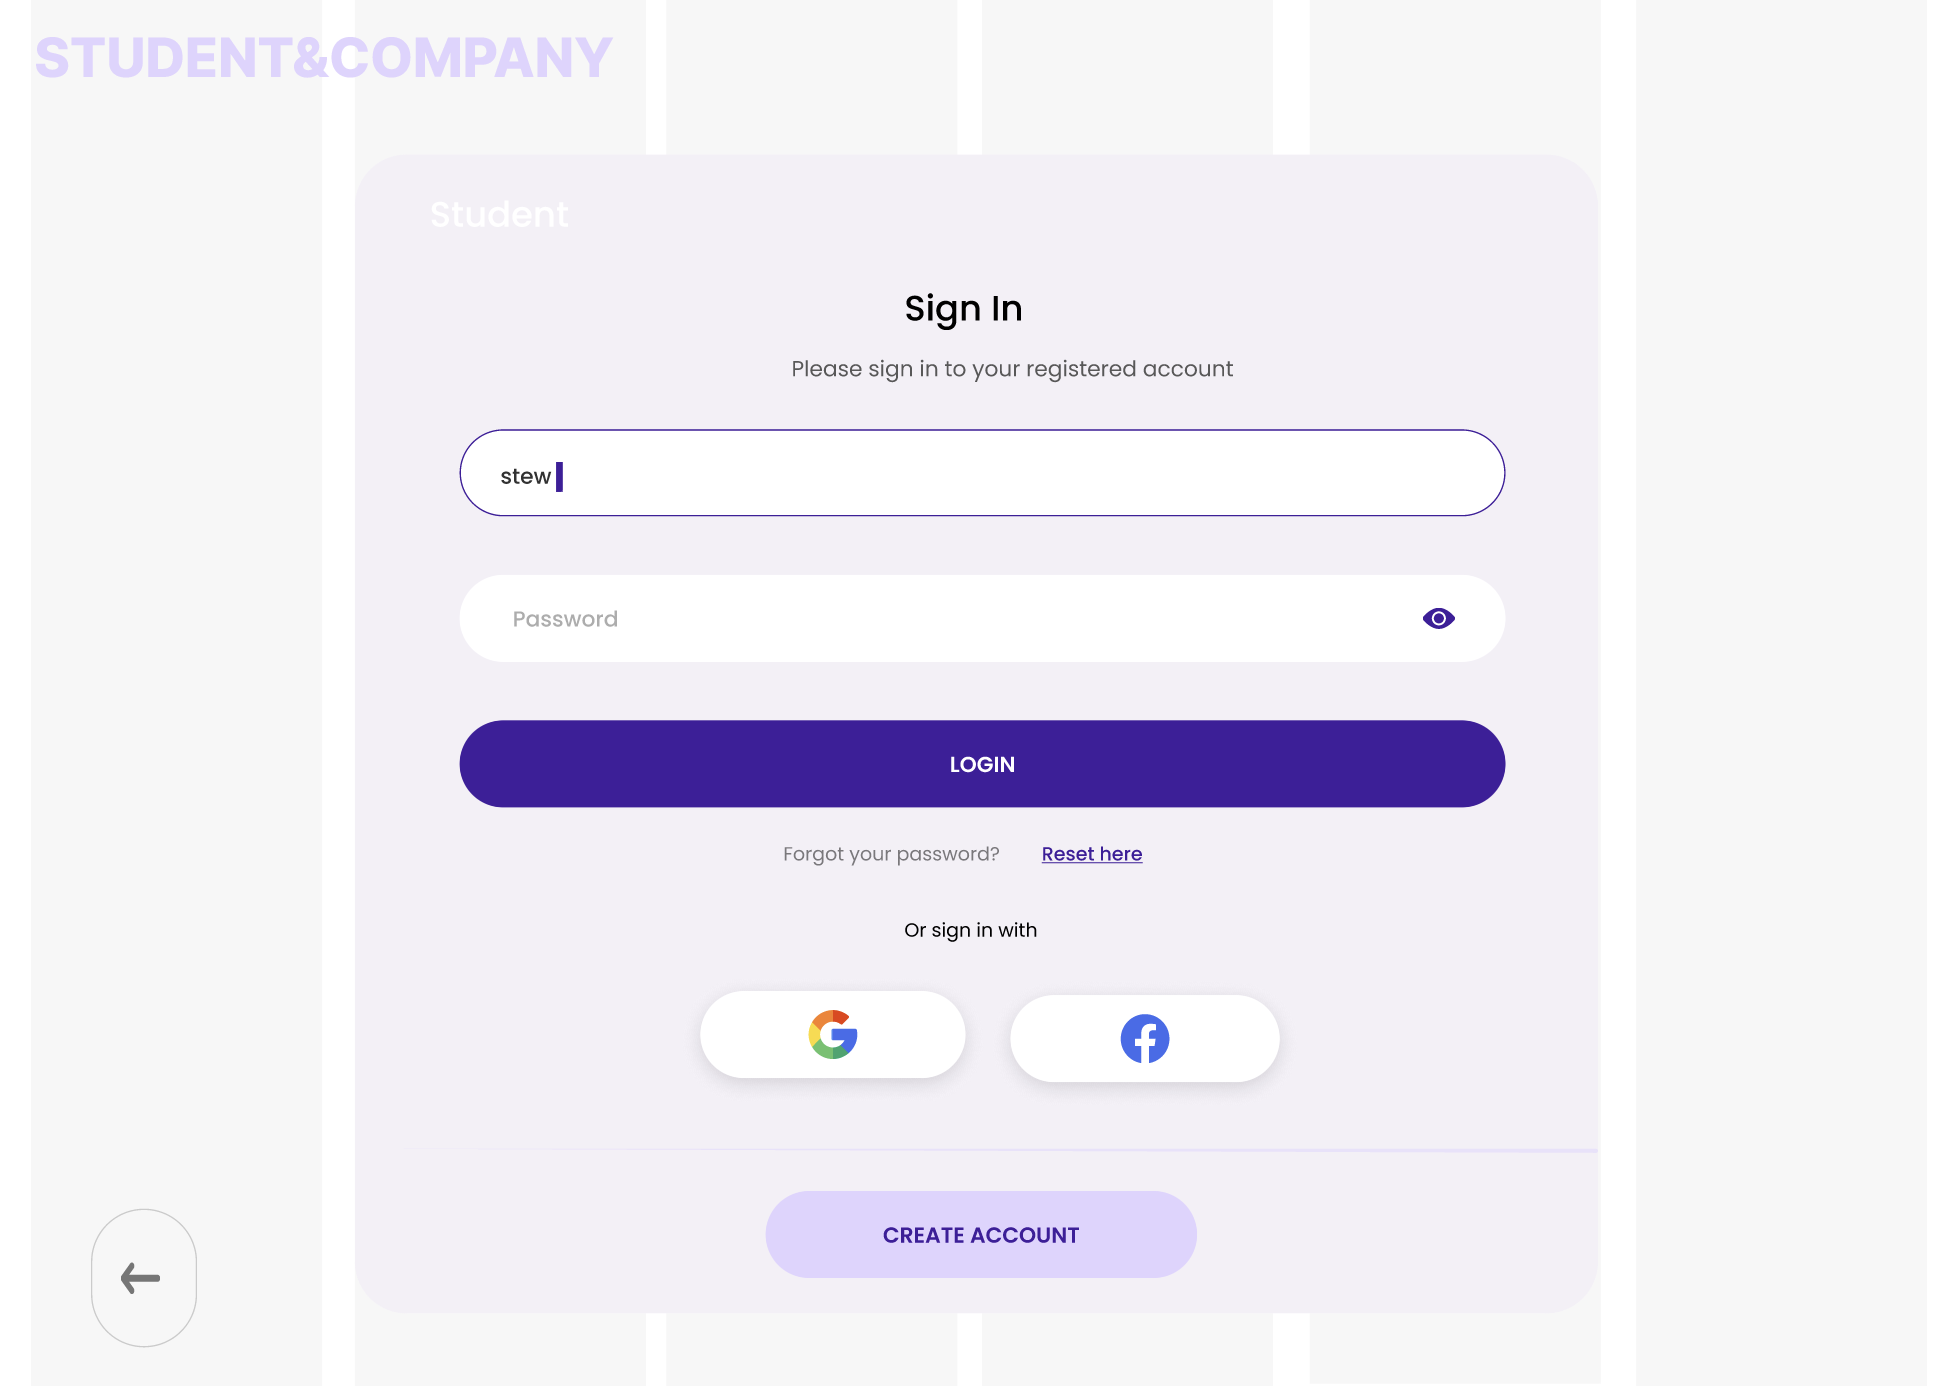 STUDENT&COMPANY
Student
Sign In
Please sign in to your registered account
stew
Password
LOGIN
Forgot your password? Reset here
Or sign in with
CREATE ACCOUNT